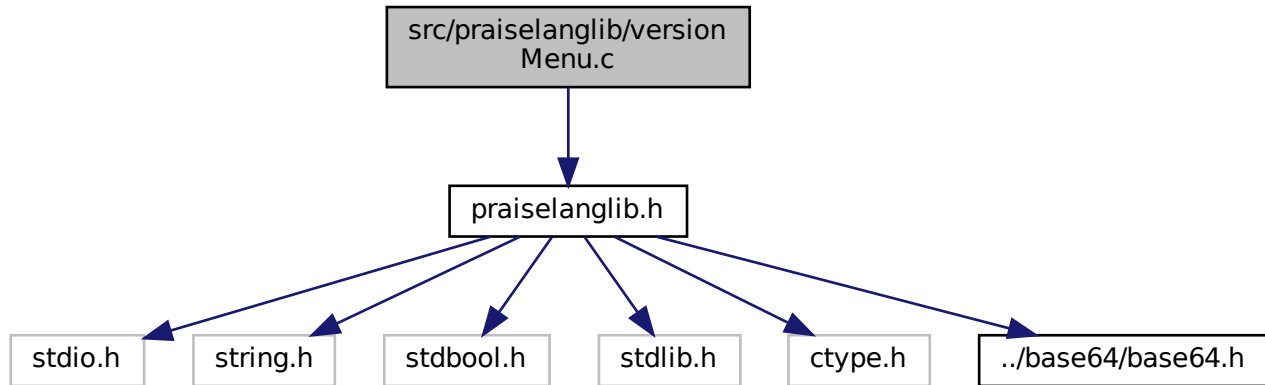 src/praiselanglib/version
Menu.c
praiselanglib.h
stdio.h
string.h
stdbool.h
stdlib.h
ctype.h
../base64/base64.h